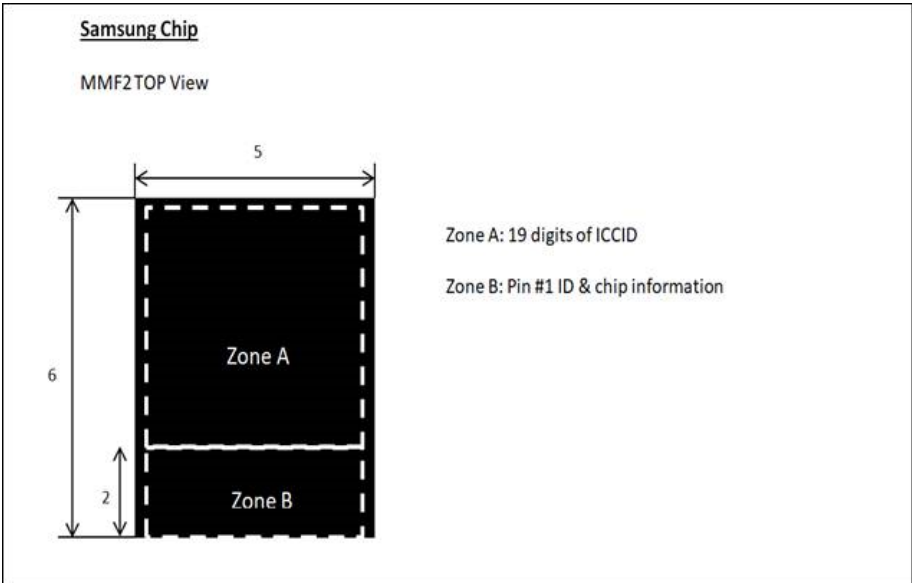 Samsung Chip
MMF2 TOP View
5
Zone A: 19 digits of ICCID
Zone B: Pin #1 ID & chip information
Zone A
6
2
Zone B